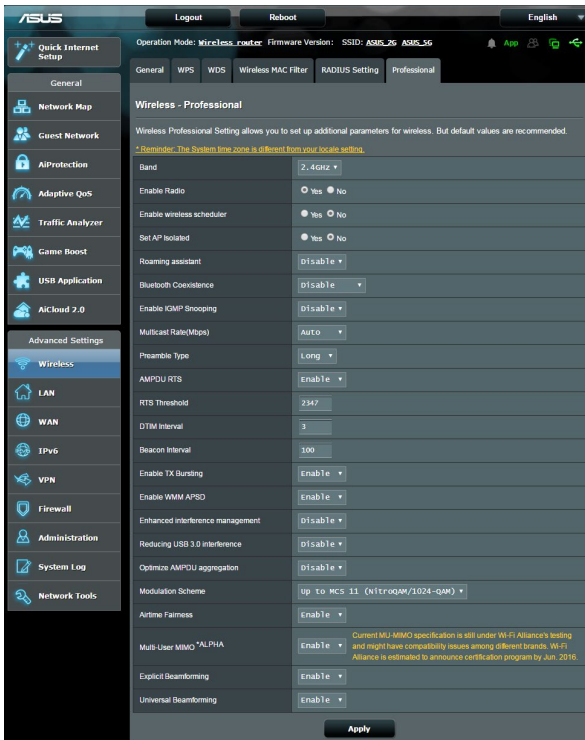 ASUS
Logout
Reboot
English
Quick Internet
Setup
Operation Mode: Wireless router Firmware Version: SSID: ASUS_2G ASUS_5G
App
General WPS WDS Wireless MAC Filter RADIUS Setting Professional
General
Network Map
Guest Network
AiProtection
Adaptive QoS
Traffic Analyzer
Game Boost
USB Application
AiCloud 2.0
Advanced Settings
Wireless
LAN
WAN
IPv6
VPN
Firewall
Administration
System Log
Network Tools
Wireless - Professional
Wireless Professional Setting allows you to set up additional parameters for wireless. But default values are recommended.
* Reminder: The System time zone is different from your locale setting.
Band 2.4GHz
Enable Radio Yes No
Enable wireless scheduler Yes No
Set AP Isolated Yes No
Roaming assistant Disable
Bluetooth Coexistence Disable
Enable IGMP Snooping Disable
Multicast Rate(Mbps) Auto
Preamble Type Long
AMPDU RTS Enable
RTS Threshold 2347
DTIM Interval 3
Beacon Interval 100
Enable TX Bursting Enable
Enable WMM APSD Enable
Enhanced interference management Disable
Reducing USB 3.0 interference Disable
Optimize AMPDU aggregation Disable
Modulation Scheme Up to MCS 11 (NitroQAM/1024-QAM)
Airtime Fairness Enable
Multi-User MIMO *ALPHA Enable
Current MU-MIMO specification is still under Wi-Fi Alliance's testing
and might have compatibility issues among different brands. Wi-Fi
Alliance is estimated to announce certification program by Jun. 2016.
Explicit Beamforming Enable
Universal Beamforming Enable
Apply